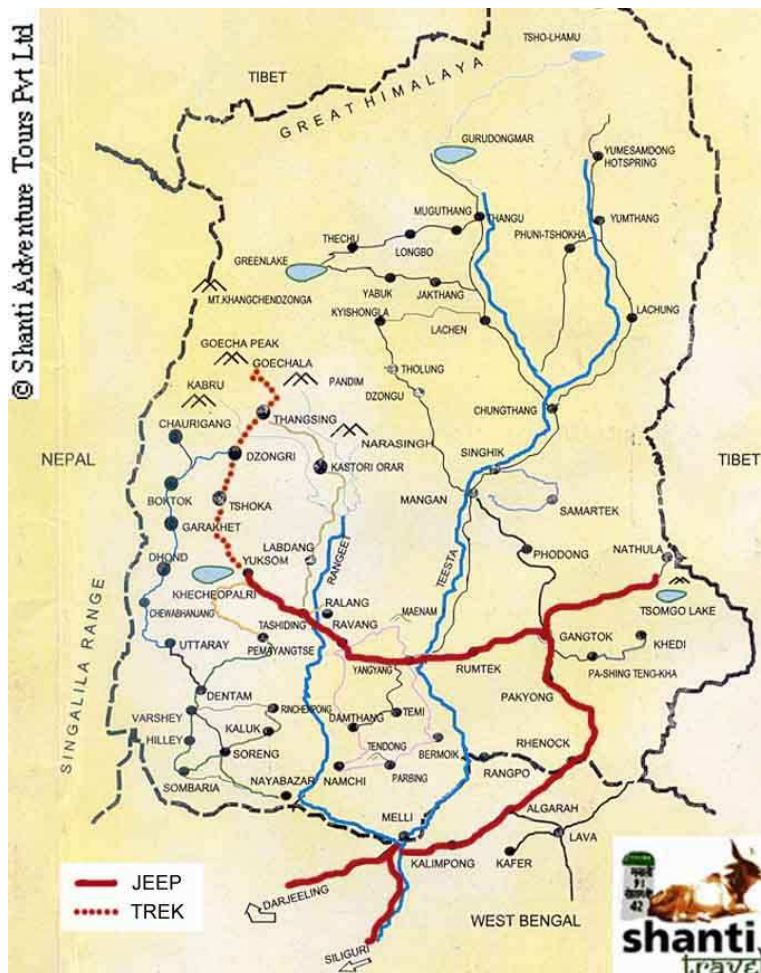 © Shanti Adventure Tours Pvt Ltd
TSHO-LHAMU
TIBET
GREAT HIMALAYA
GURUDONGMAR
YUMESAMDONG
HOTSPRING
MUGUTHANG
THANGU
YUMTHANG
THECHU
LONGBO
PHUNI-TSHOKHA
GREENLAKE
YABUK
JAKTHANG
MT.KHANGCHENDZONGA
KYISHONGLA
LACHEN
LACHUNG
GOECHA PEAK
GOECHALA
THOLUNG
PANDIM
KABRU
DZONGU
CHUNGTHANG
THANGSING
CHAURIGANG
NARASINGH
SINGHIK
NEPAL
DZONGRI
KASTORI ORAR
TIBET
BOKTOK
TSHOKA
MANGAN
SAMARTEK
GARAKHET
LABDANG
RANGEET
TEESTA
PHODONG
NATHULA
DHOND
YUKSOM
KHECHEOPALRI
TSOMGO LAKE
CHEWABHANJANG
RALANG
MAENAM
TASHIDING
RAVANG
GANGTOK
KHEDI
UTTARAY
PEMAYANGTSE
YANGYANG
RUMTEK
PA-SHING TENG-KHA
SINGALILA RANGE
DENTAM
PAKYONG
VARSHEY
RINCHENPONG
DAMTHANG
TEMI
HILLEY
KALUK
SORENG
TENDONG
BERMOIK
RHENOCK
SOMBARIA
NAYABAZAR
NAMCHI
PARBING
RANGPO
MELLI
ALGARAH
LAVA
KALIMPONG
KAFER
JEEP
TREK
DARJEELING
WEST BENGAL
SILIGURI
42
shanti
trave